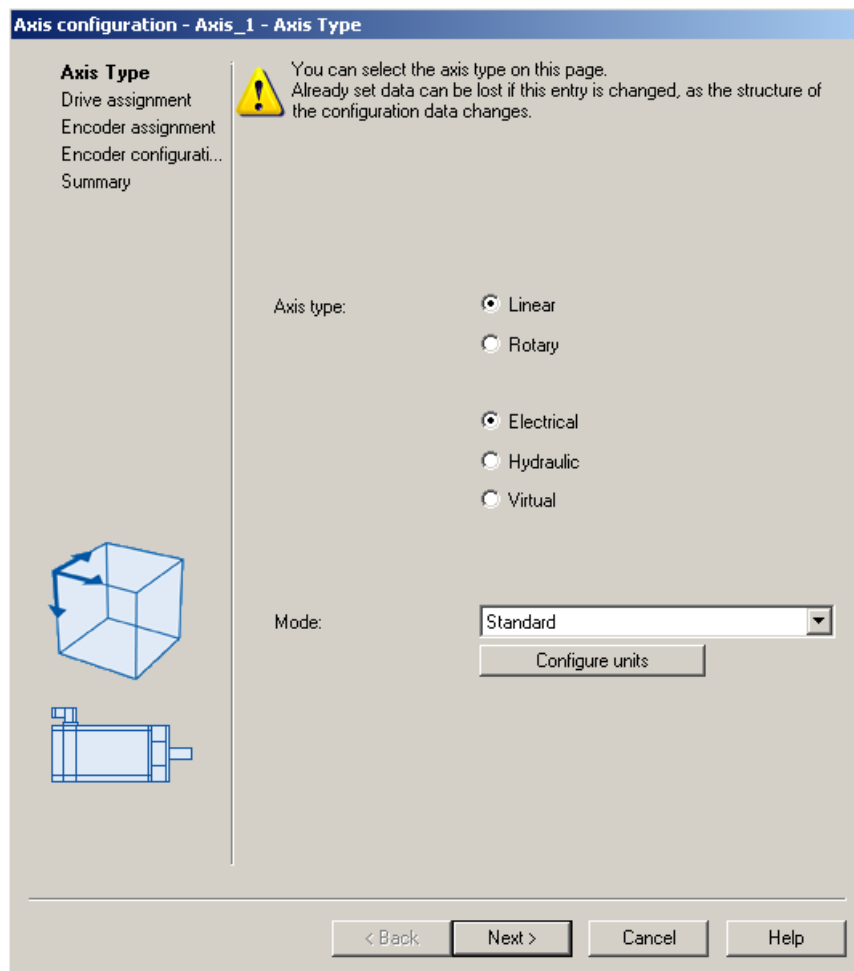 Axis configuration - Axis_1 - Axis Type
Axis Type
Drive assignment
Encoder assignment
Encoder configurati...
Summary
You can select the axis type on this page.
Already set data can be lost if this entry is changed, as the structure of
the configuration data changes.
Axis type:
Linear
Rotary
Electrical
Hydraulic
Virtual
Mode:
Standard
Configure units
< Back
Next >
Cancel
Help